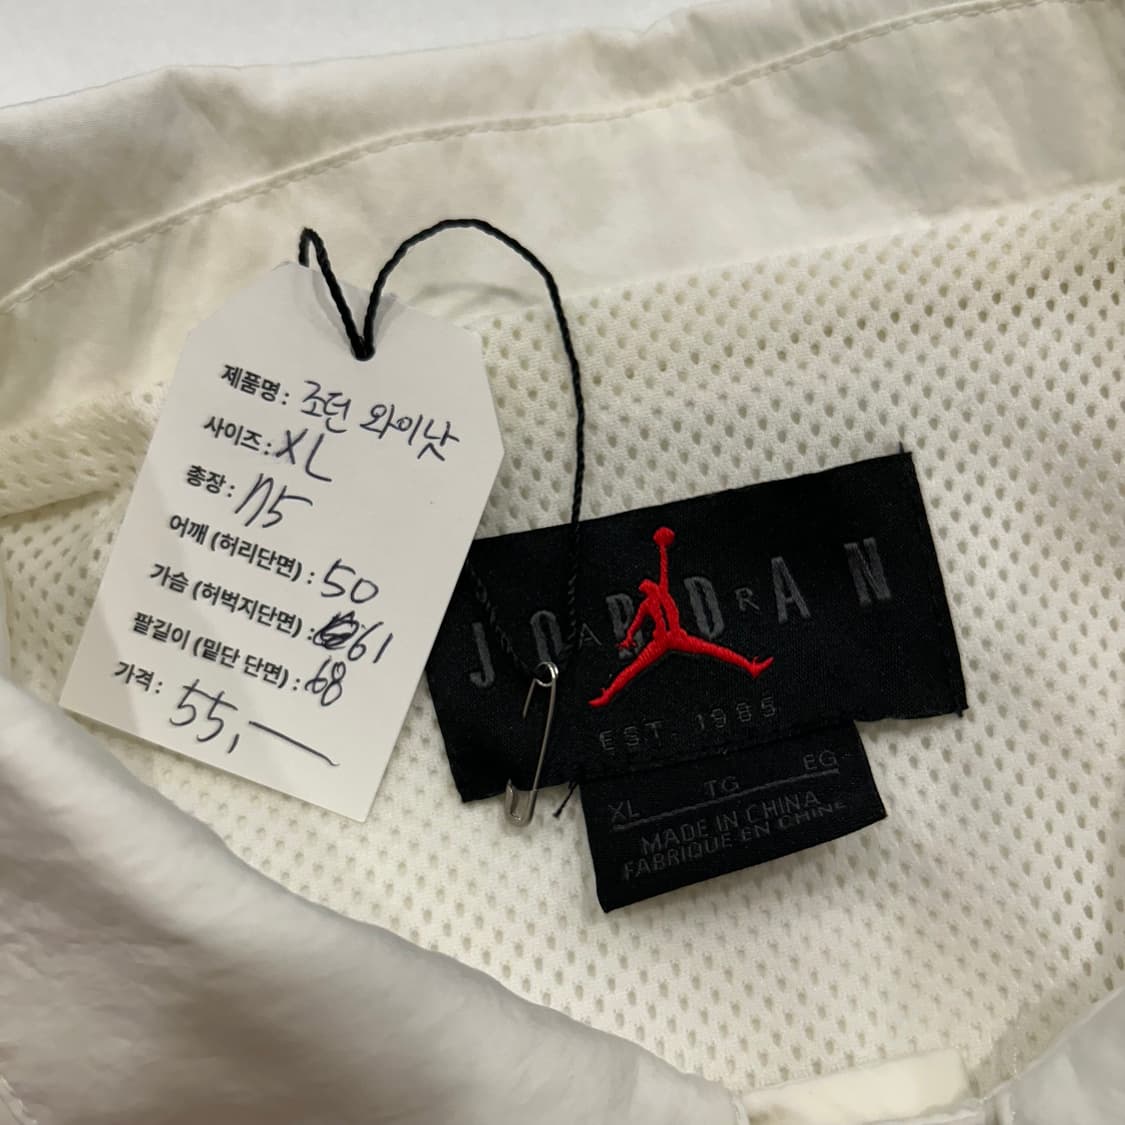 제품명: 조던 와이낫
사이즈: XL
총장: 75
어깨 (허리단면) : 50
가슴 (허벅지단면) : 61
팔길이 (밑단 단면) : 68
가격: 55,—
JORDAN
AIR
EST. 1985
XL TG EG
MADE IN CHINA
FABRIQUE EN CHINE